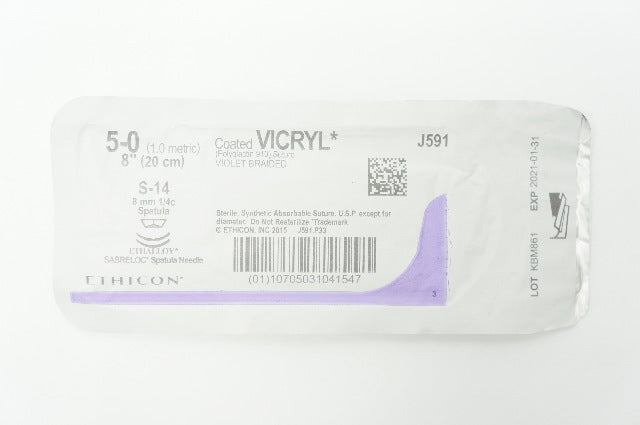 5-0 (1.0 metric)
8" (20 cm)
S-14
8 mm 1/4c
Spatula
ETHALLOY*
SABRELOC* Spatula Needle
ETHICON*
Coated VICRYL*
(Polyglactin 910) Suture
VIOLET BRAIDED
J591
Sterile, Synthetic Absorbable Suture, U.S.P. except for
diameter. Do Not Resterilize *Trademark
© ETHICON, INC 2015 J591.P33
(01)10705031041547
3
LOT KBM861 EXP 2021-01-31